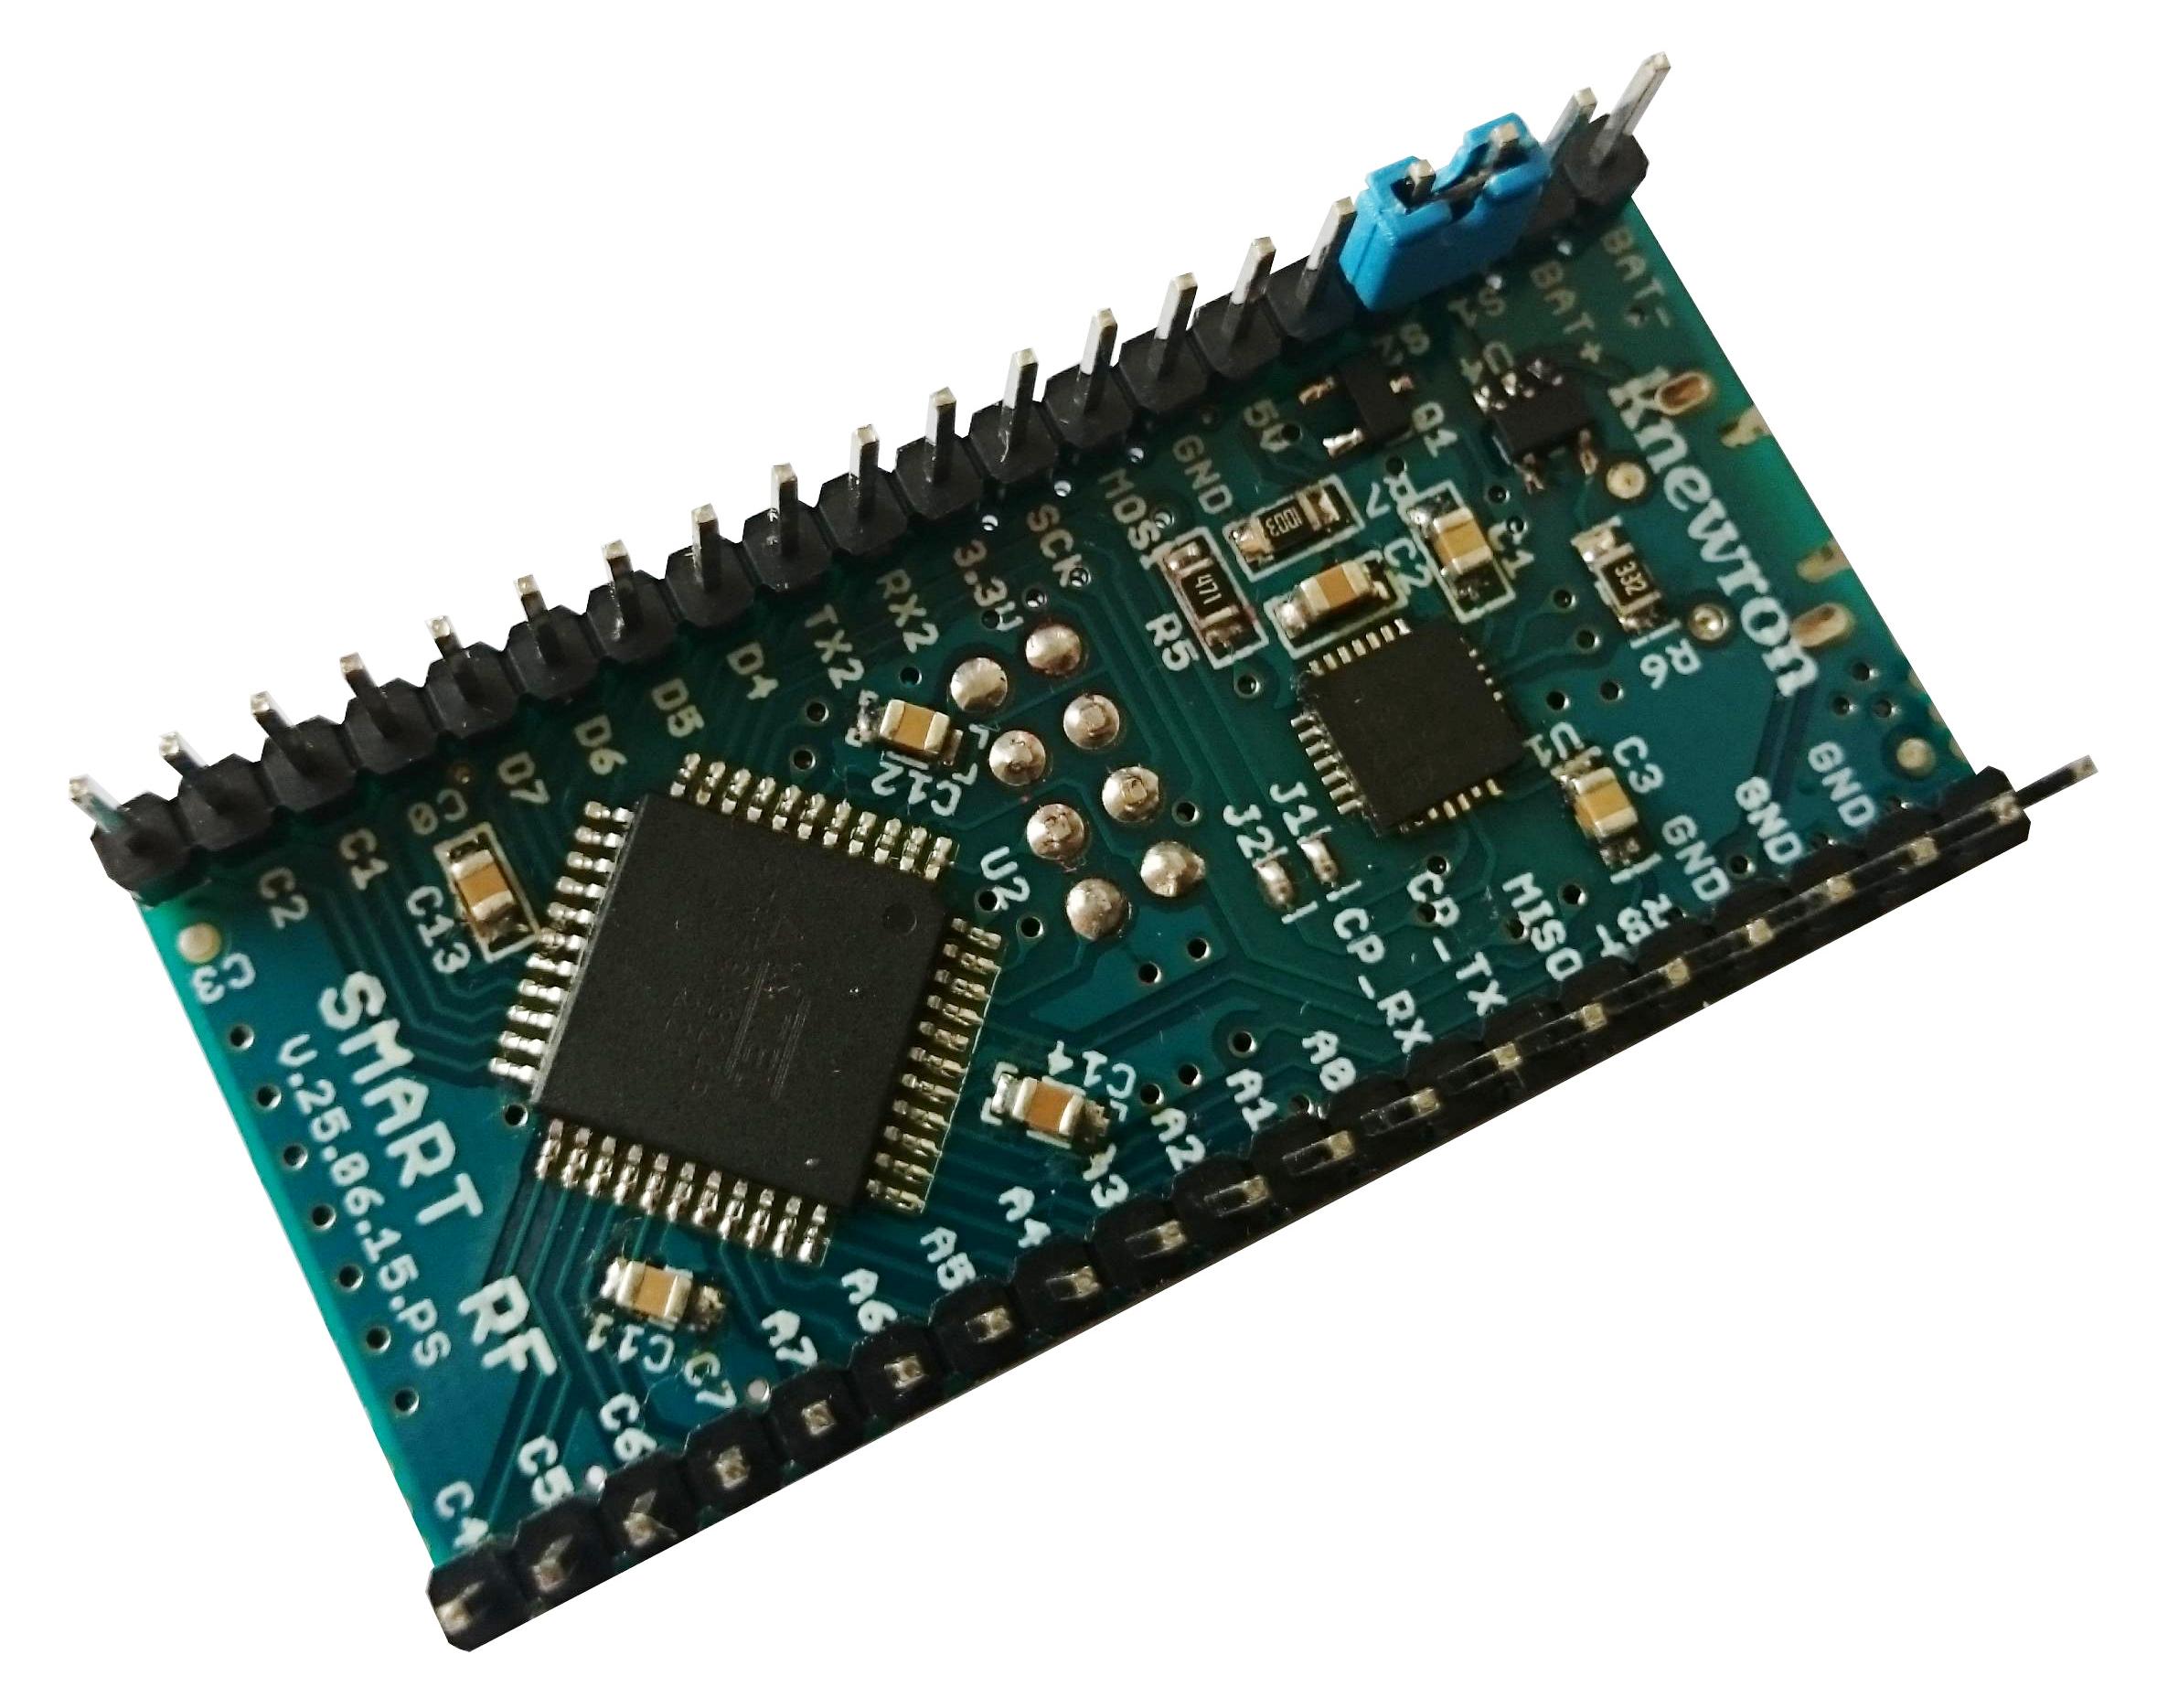 BAT-
BAT+
S
S
U4
Q1
5V
GND
MOSI
SCK
3.3V
RX2
TX2
D4
D5
D6
D7
C0
C1
C2
C3
knewron
1003
471
R5
C2
C1
332
R6
U1
C3
J1
J2
C12
U2
C13
SMART RF
V.25.06.15.PS
C11
C14
GND
GND
GND
RST
MISO
CP_TX
CP_RX
A0
A1
A2
A3
A4
A5
A6
A7
C7
C6
C5
C4